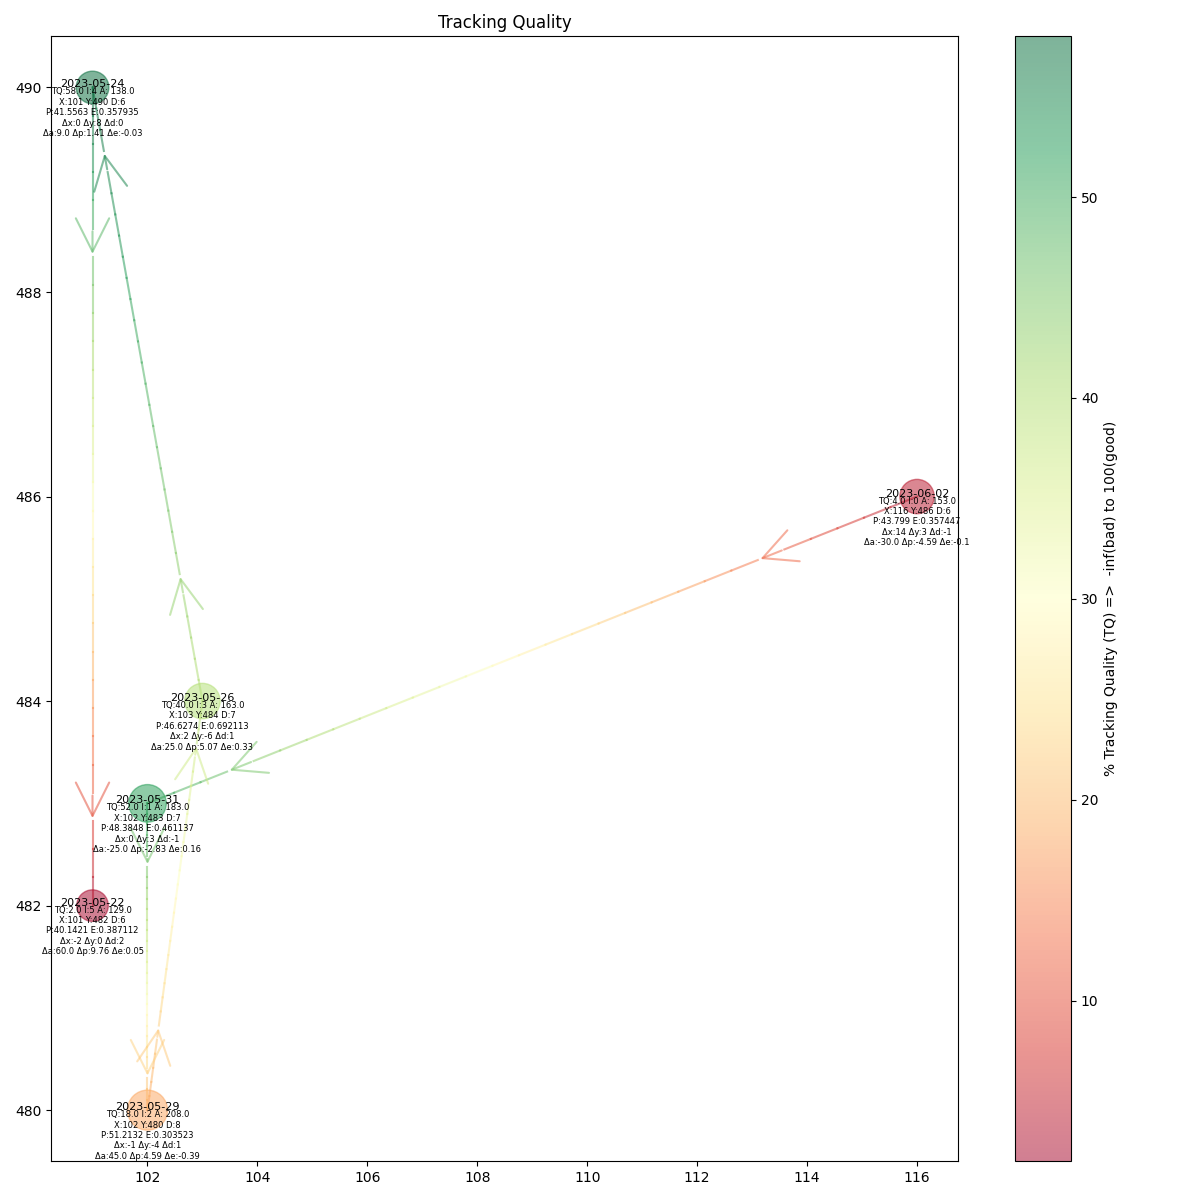 Tracking Quality
490
488
486
484
482
480
102
104
106
108
110
112
114
116
2023-05-24
TQ:58.0 I:4 A: 138.0
X:101 Y:490 D:6
P:41.5563 E:0.357935
Δx:0 Δy:8 Δd:0
Δa:9.0 Δp:1.41 Δe:-0.03
2023-06-02
TQ:4.0 I:0 A: 153.0
X:116 Y:486 D:6
P:43.799 E:0.357447
Δx:14 Δy:3 Δd:-1
Δa:-30.0 Δp:-4.59 Δe:-0.1
2023-05-26
TQ:40.0 I:3 A: 163.0
X:103 Y:484 D:7
P:46.6274 E:0.692113
Δx:2 Δy:-6 Δd:1
Δa:25.0 Δp:5.07 Δe:0.33
2023-05-31
TQ:52.0 I:1 A: 183.0
X:102 Y:483 D:7
P:48.3848 E:0.461137
Δx:0 Δy:3 Δd:-1
Δa:-25.0 Δp:-2.83 Δe:0.16
2023-05-22
TQ:2.0 I:5 A: 129.0
X:101 Y:482 D:6
P:40.1421 E:0.387112
Δx:-2 Δy:0 Δd:2
Δa:60.0 Δp:9.76 Δe:0.05
2023-05-29
TQ:18.0 I:2 A: 208.0
X:102 Y:480 D:8
P:51.2132 E:0.303523
Δx:-1 Δy:-4 Δd:1
Δa:45.0 Δp:4.59 Δe:-0.39
50
40
30
20
10
% Tracking Quality (TQ) => -inf(bad) to 100(good)